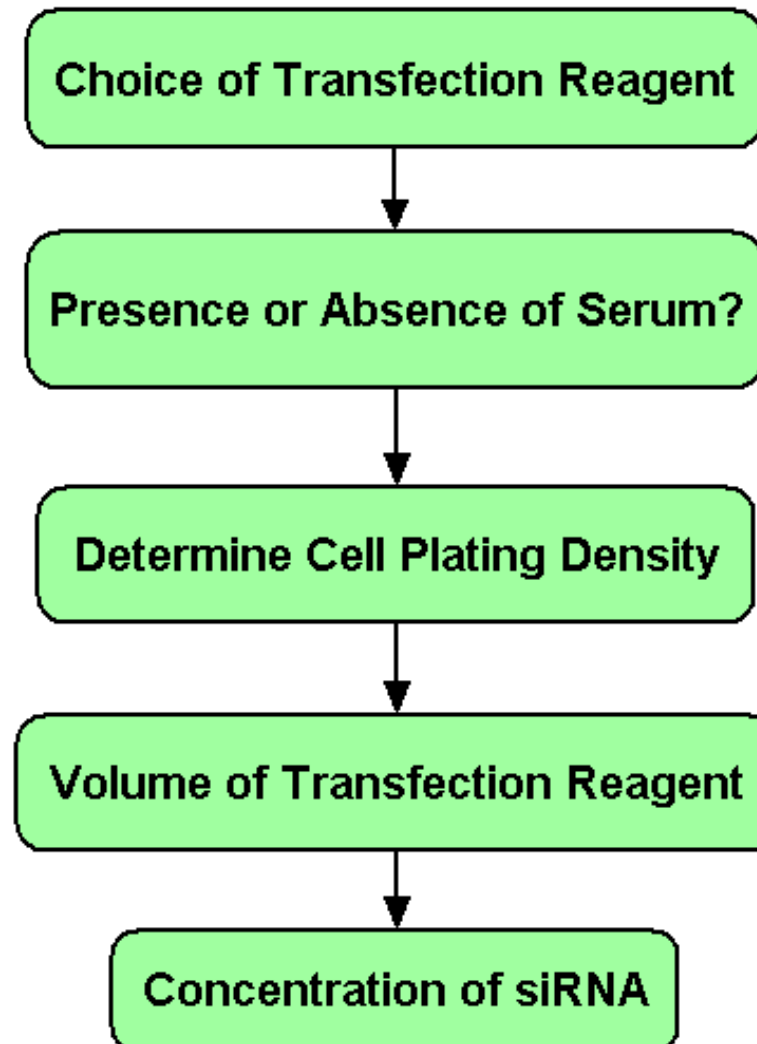 Choice of Transfection Reagent
Presence or Absence of Serum?
Determine Cell Plating Density
Volume of Transfection Reagent
Concentration of siRNA